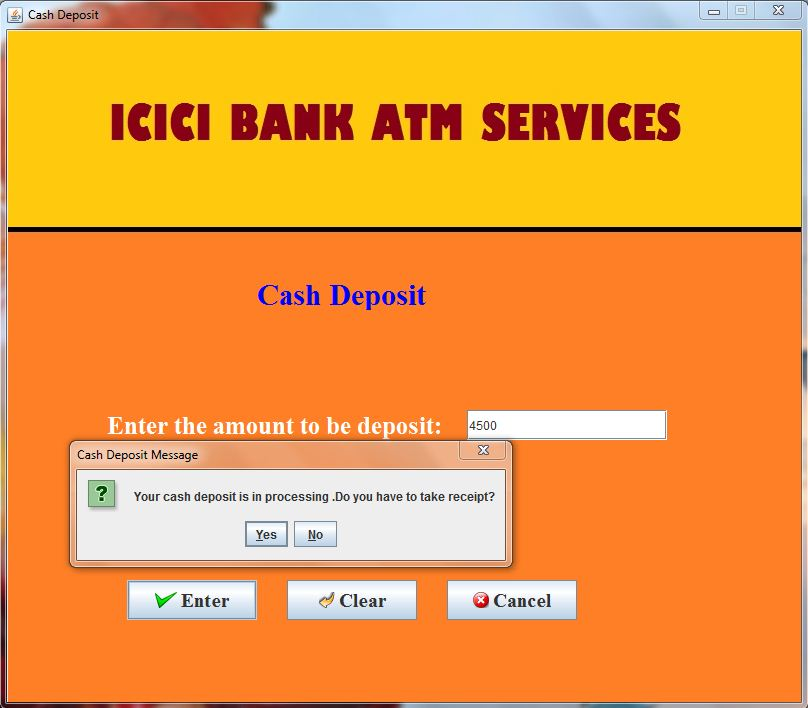 Cash Deposit
ICICI BANK ATM SERVICES
Cash Deposit
Enter the amount to be deposit: 4500
Cash Deposit Message
? Your cash deposit is in processing .Do you have to take receipt?
Yes No
Enter Clear Cancel